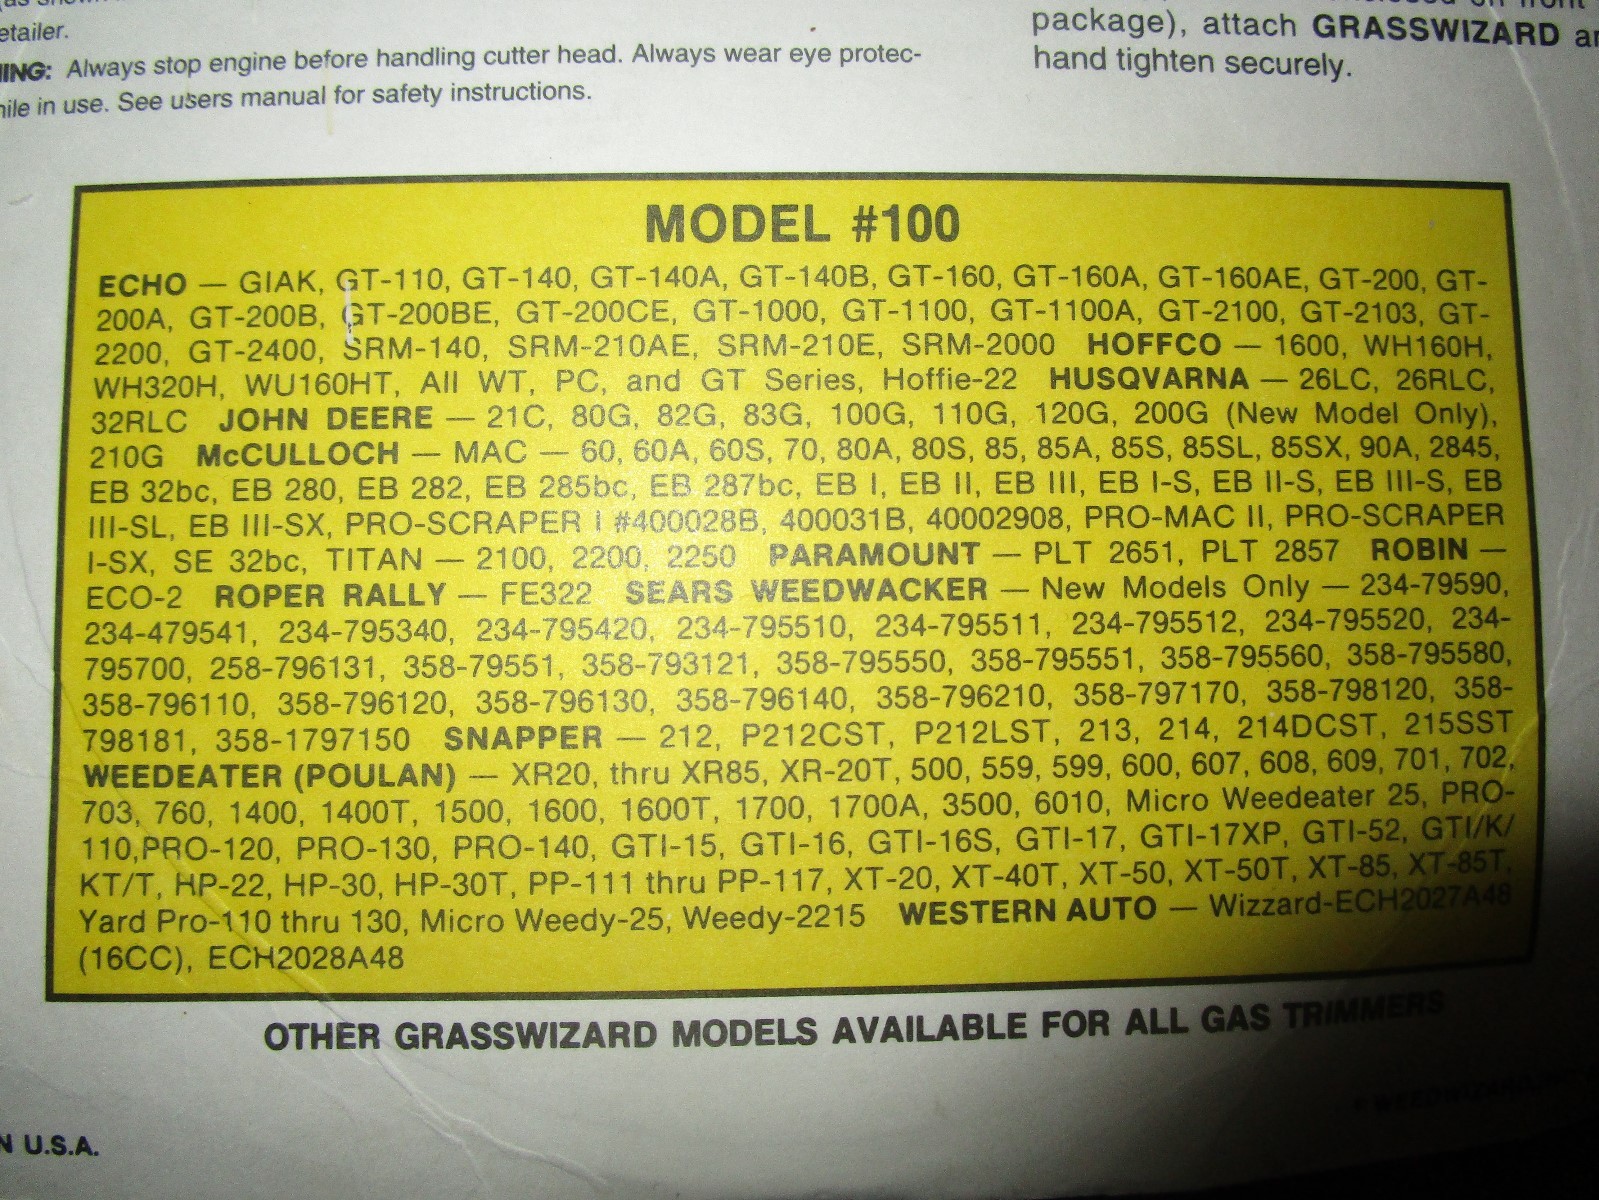 etailer.
NING: Always stop engine before handling cutter head. Always wear eye protec-
hile in use. See users manual for safety instructions.
package), attach GRASSWIZARD an
hand tighten securely.
MODEL #100
ECHO — GIAK, GT-110, GT-140, GT-140A, GT-140B, GT-160, GT-160A, GT-160AE, GT-200, GT-
200A, GT-200B, GT-200BE, GT-200CE, GT-1000, GT-1100, GT-1100A, GT-2100, GT-2103, GT-
2200, GT-2400, SRM-140, SRM-210AE, SRM-210E, SRM-2000 HOFFCO — 1600, WH160H,
WH320H, WU160HT, All WT, PC, and GT Series, Hoffie-22 HUSQVARNA — 26LC, 26RLC,
32RLC JOHN DEERE — 21C, 80G, 82G, 83G, 100G, 110G, 120G, 200G (New Model Only),
210G McCULLOCH — MAC — 60, 60A, 60S, 70, 80A, 80S, 85, 85A, 85S, 85SL, 85SX, 90A, 2845,
EB 32bc, EB 280, EB 282, EB 285bc, EB 287bc, EB I, EB II, EB III, EB I-S, EB II-S, EB III-S, EB
III-SL, EB III-SX, PRO-SCRAPER I #400028B, 400031B, 40002908, PRO-MAC II, PRO-SCRAPER
I-SX, SE 32bc, TITAN — 2100, 2200, 2250 PARAMOUNT — PLT 2651, PLT 2857 ROBIN —
ECO-2 ROPER RALLY — FE322 SEARS WEEDWACKER — New Models Only — 234-79590,
234-479541, 234-795340, 234-795420, 234-795510, 234-795511, 234-795512, 234-795520, 234-
795700, 258-796131, 358-79551, 358-793121, 358-795550, 358-795551, 358-795560, 358-795580,
358-796110, 358-796120, 358-796130, 358-796140, 358-796210, 358-797170, 358-798120, 358-
798181, 358-1797150 SNAPPER — 212, P212CST, P212LST, 213, 214, 214DCST, 215SST
WEEDEATER (POULAN) — XR20, thru XR85, XR-20T, 500, 559, 599, 600, 607, 608, 609, 701, 702,
703, 760, 1400, 1400T, 1500, 1600, 1600T, 1700, 1700A, 3500, 6010, Micro Weedeater 25, PRO-
110,PRO-120, PRO-130, PRO-140, GTI-15, GTI-16, GTI-16S, GTI-17, GTI-17XP, GTI-52, GTI/K/
KT/T, HP-22, HP-30, HP-30T, PP-111 thru PP-117, XT-20, XT-40T, XT-50, XT-50T, XT-85, XT-85T,
Yard Pro-110 thru 130, Micro Weedy-25, Weedy-2215 WESTERN AUTO — Wizzard-ECH2027A48
(16CC), ECH2028A48
OTHER GRASSWIZARD MODELS AVAILABLE FOR ALL GAS TRIMMERS
N U.S.A.